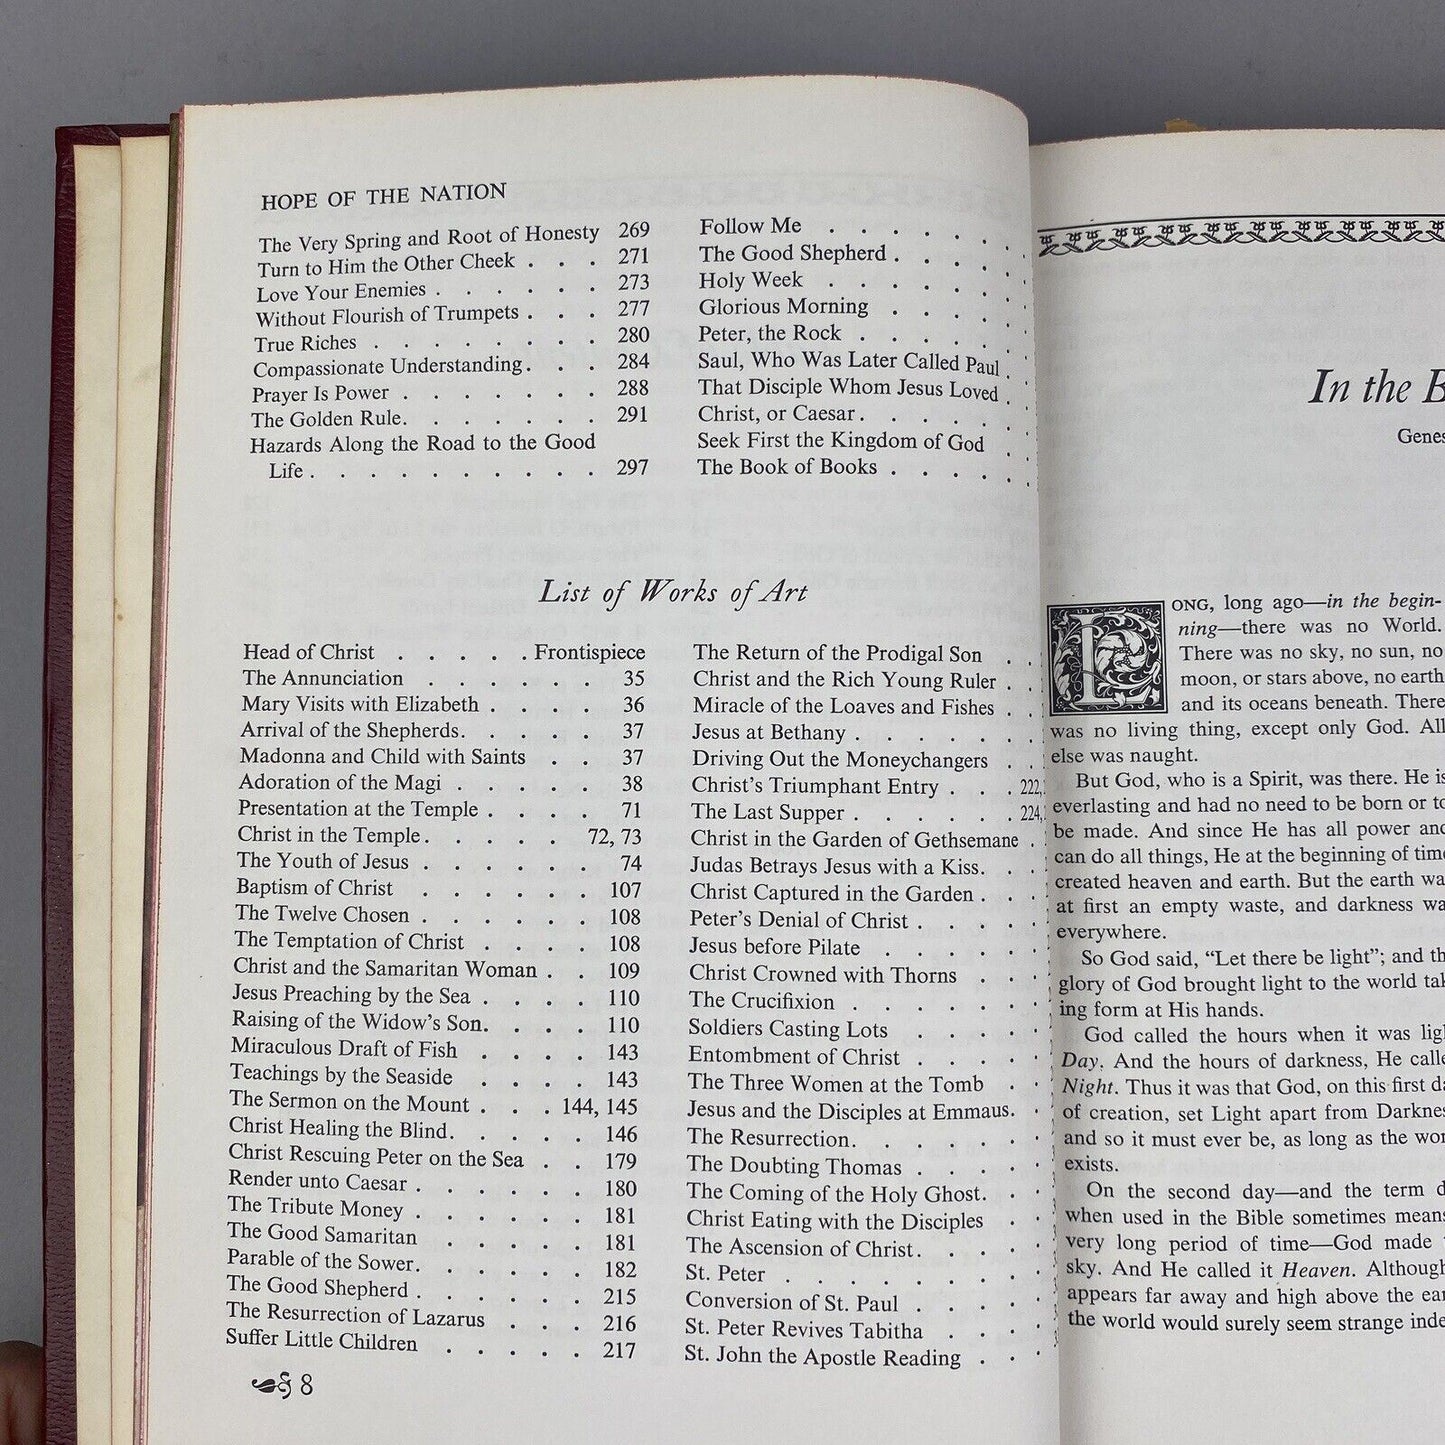 HOPE OF THE NATION
The Very Spring and Root of Honesty 269
Turn to Him the Other Cheek . . . 271
Love Your Enemies . . . . . . 273
Without Flourish of Trumpets . . . 277
True Riches . . . . . . . . 280
Compassionate Understanding . . . 284
Prayer Is Power . . . . . . . 288
The Golden Rule . . . . . . . 291
Hazards Along the Road to the Good
Life . . . . . . . . . . 297
Follow Me . . . . . .
The Good Shepherd . . . . .
Holy Week . . . . . .
Glorious Morning . . . . .
Peter, the Rock . . . . . .
Saul, Who Was Later Called Paul .
That Disciple Whom Jesus Loved .
Christ, or Caesar . . . . . .
Seek First the Kingdom of God .
The Book of Books . . . . .
List of Works of Art
Head of Christ . . . . . Frontispiece
The Annunciation . . . . . 35
Mary Visits with Elizabeth . . . . 36
Arrival of the Shepherds . . . . . 37
Madonna and Child with Saints . . 37
Adoration of the Magi . . . . . 38
Presentation at the Temple . . . . 71
Christ in the Temple . . . . . 72, 73
The Youth of Jesus . . . . . . 74
Baptism of Christ . . . . . . 107
The Twelve Chosen . . . . . . 108
The Temptation of Christ . . . . 108
Christ and the Samaritan Woman . . 109
Jesus Preaching by the Sea . . . . 110
Raising of the Widow's Son . . . . 110
Miraculous Draft of Fish . . . . 143
Teachings by the Seaside . . . . 143
The Sermon on the Mount . . . 144, 145
Christ Healing the Blind . . . . . 146
Christ Rescuing Peter on the Sea . . 179
Render unto Caesar . . . . . . 180
The Tribute Money . . . . . . 181
The Good Samaritan . . . . . 181
Parable of the Sower . . . . . . 182
The Good Shepherd . . . . . . 215
The Resurrection of Lazarus . . . 216
Suffer Little Children . . . . . 217
The Return of the Prodigal Son . .
Christ and the Rich Young Ruler . .
Miracle of the Loaves and Fishes . .
Jesus at Bethany . . . . . . .
Driving Out the Moneychangers . .
Christ's Triumphant Entry . . . 222,
The Last Supper . . . . . . 224,
Christ in the Garden of Gethsemane .
Judas Betrays Jesus with a Kiss . . .
Christ Captured in the Garden . . .
Peter's Denial of Christ . . . . .
Jesus before Pilate . . . . . .
Christ Crowned with Thorns . . .
The Crucifixion . . . . . . .
Soldiers Casting Lots . . . . .
Entombment of Christ . . . . .
The Three Women at the Tomb . .
Jesus and the Disciples at Emmaus . .
The Resurrection . . . . . . .
The Doubting Thomas . . . . .
The Coming of the Holy Ghost . . .
Christ Eating with the Disciples . .
The Ascension of Christ . . . . .
St. Peter . . . . . . . . .
Conversion of St. Paul . . . . .
St. Peter Revives Tabitha . . . .
St. John the Apostle Reading . . .
8
In the B
Genes
LONG, long ago—in the begin-
ning—there was no World.
There was no sky, no sun, no
moon, or stars above, no earth
and its oceans beneath. There
was no living thing, except only God. All
else was naught.
But God, who is a Spirit, was there. He is
everlasting and had no need to be born or to
be made. And since He has all power and
can do all things, He at the beginning of time
created heaven and earth. But the earth wa
at first an empty waste, and darkness wa
everywhere.
So God said, “Let there be light”; and th
glory of God brought light to the world tak
ing form at His hands.
God called the hours when it was ligh
Day. And the hours of darkness, He calle
Night. Thus it was that God, on this first da
of creation, set Light apart from Darknes
and so it must ever be, as long as the wor
exists.
On the second day—and the term d
when used in the Bible sometimes means
very long period of time—God made
sky. And He called it Heaven. Although
appears far away and high above the ear
the world would surely seem strange inde